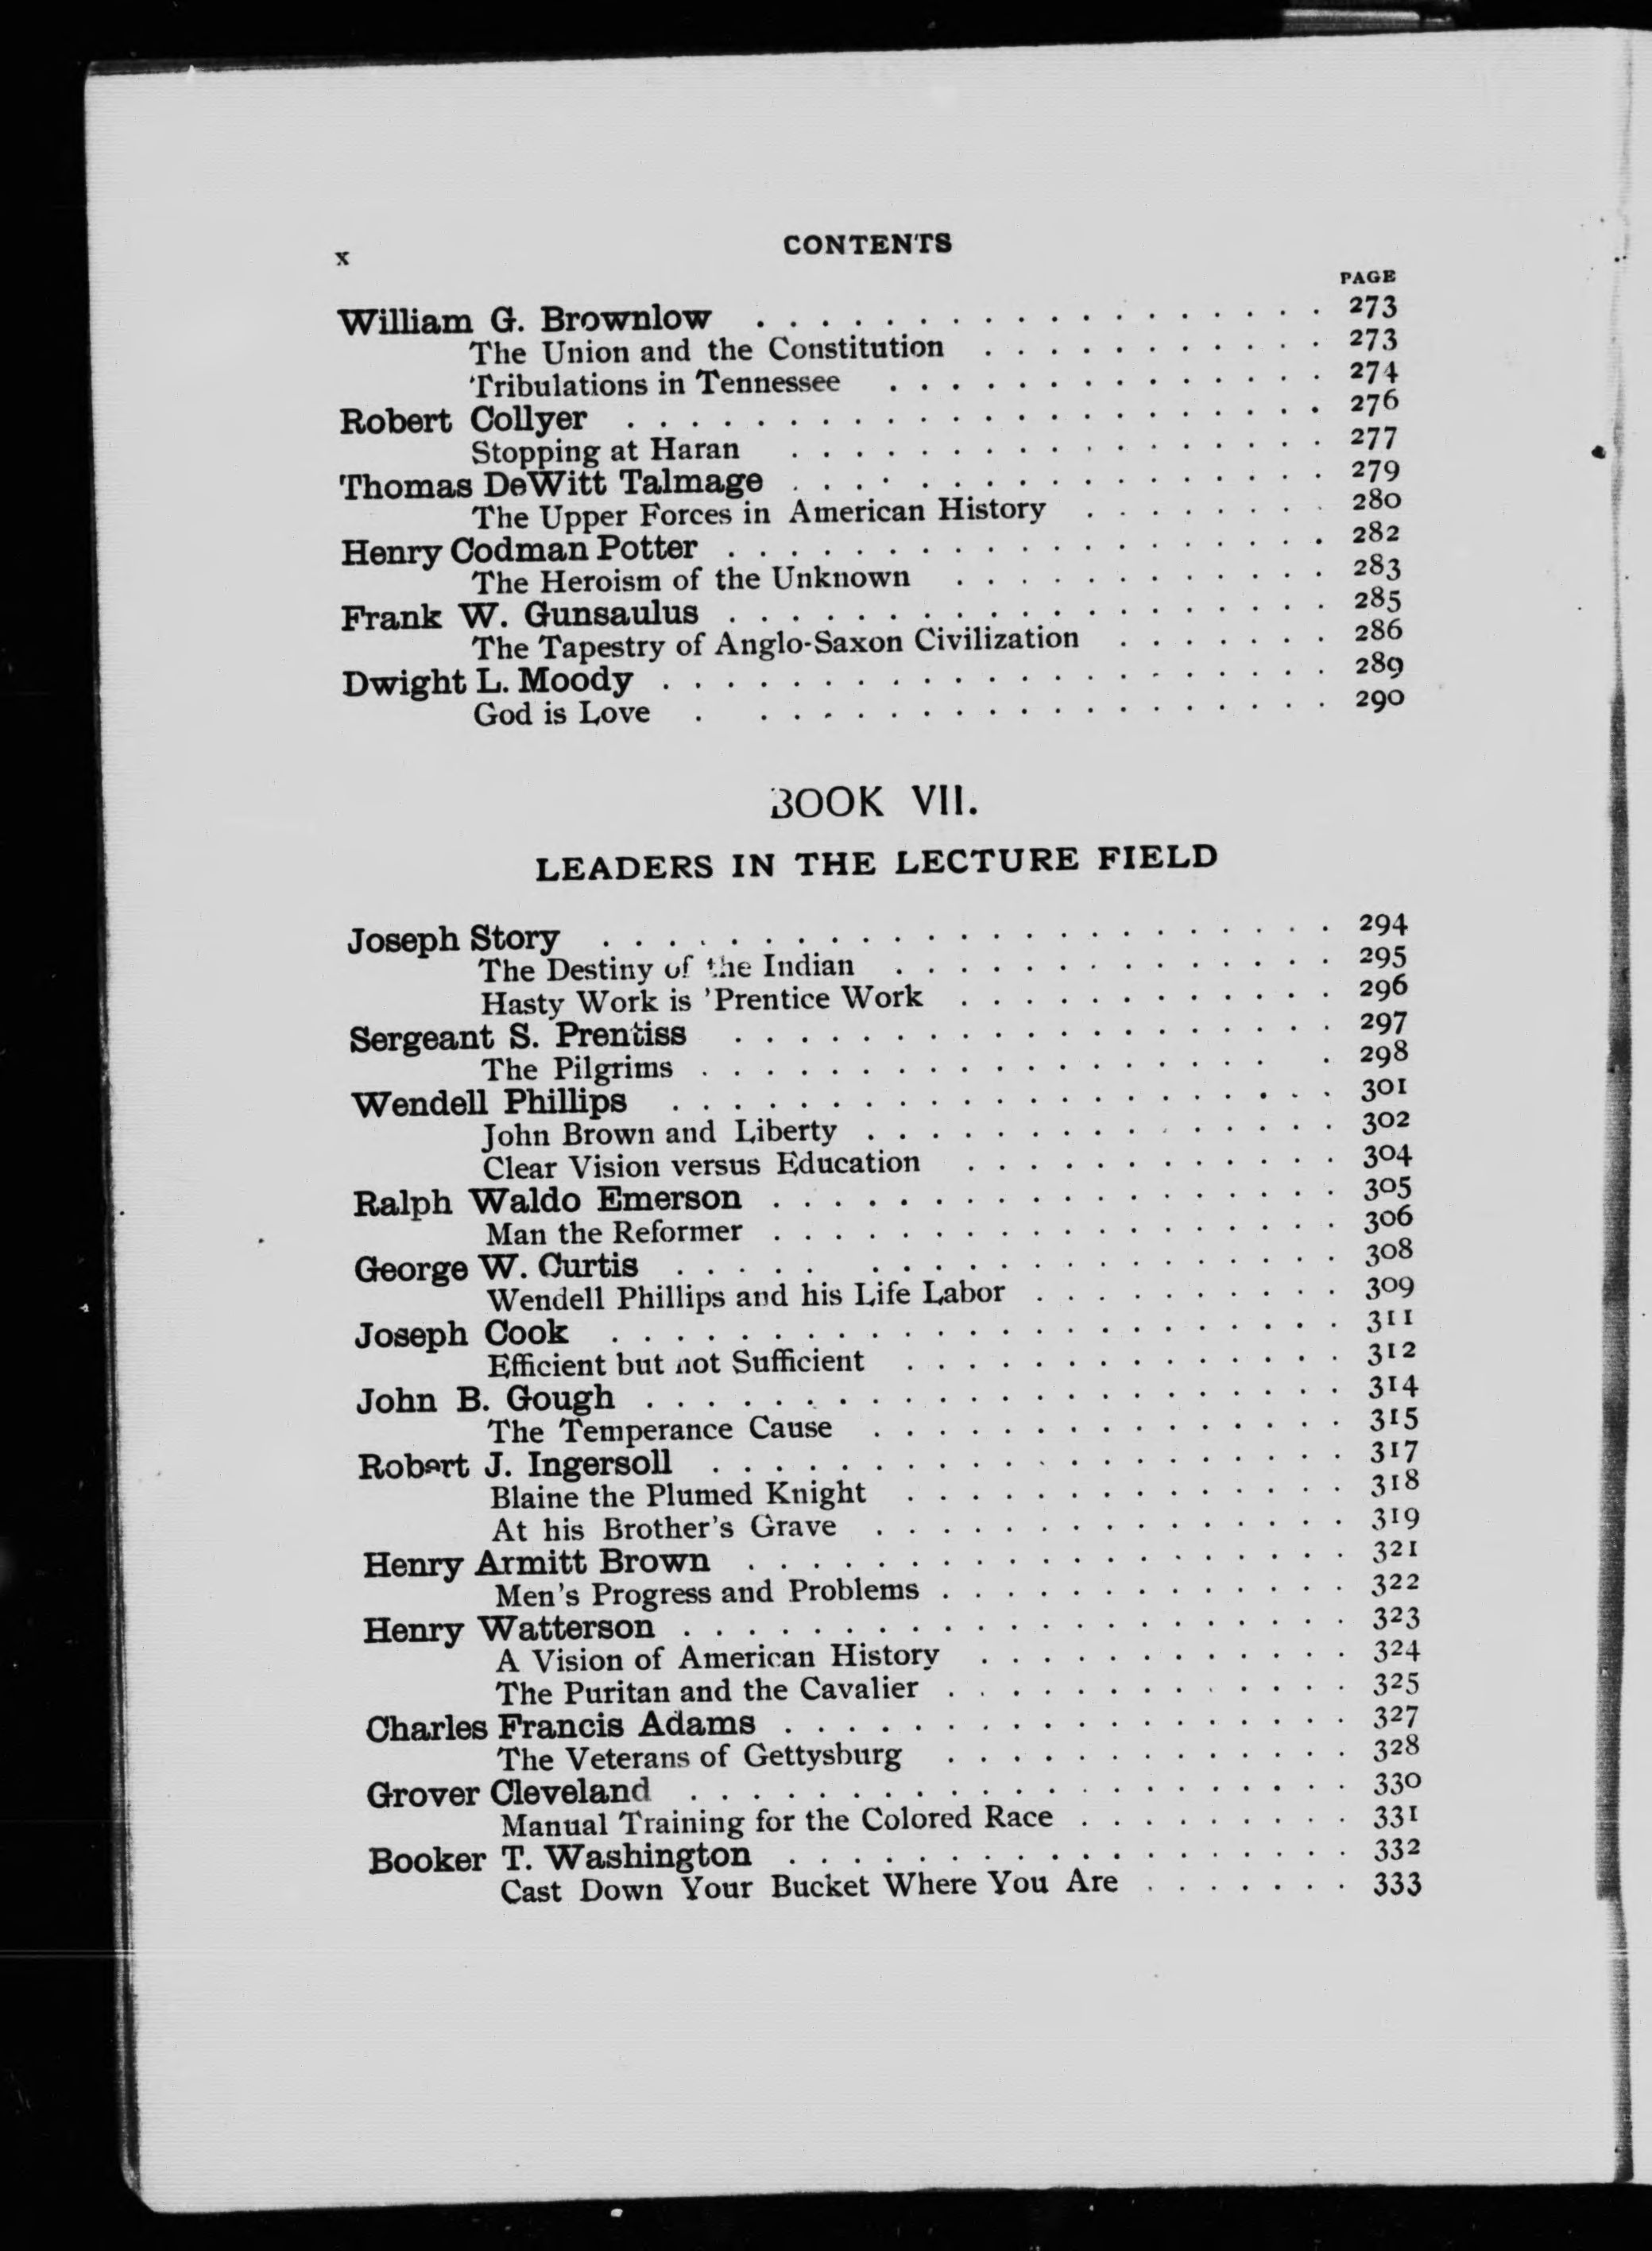 x CONTENTS
PAGE
William G. Brownlow . . . . . . . . . . . . . . . . . . 273
The Union and the Constitution . . . . . . . . . . . 273
Tribulations in Tennessee . . . . . . . . . . . . . . 274
Robert Collyer . . . . . . . . . . . . . . . . . . . . . . 276
Stopping at Haran . . . . . . . . . . . . . . . . . 277
Thomas DeWitt Talmage . . . . . . . . . . . . . . . . . 279
The Upper Forces in American History . . . . . . . . 280
Henry Codman Potter . . . . . . . . . . . . . . . . . . . 282
The Heroism of the Unknown . . . . . . . . . . . . 283
Frank W. Gunsaulus . . . . . . . . . . . . . . . . . . . 285
The Tapestry of Anglo-Saxon Civilization . . . . . . . 286
Dwight L. Moody . . . . . . . . . . . . . . . . . . . . . 289
God is Love . . . . . . . . . . . . . . . . . . . 290
BOOK VII.
LEADERS IN THE LECTURE FIELD
Joseph Story . . . . . . . . . . . . . . . . . . . . . . . 294
The Destiny of the Indian . . . . . . . . . . . . . . 295
Hasty Work is 'Prentice Work . . . . . . . . . . . . 296
Sergeant S. Prentiss . . . . . . . . . . . . . . . . . . . 297
The Pilgrims . . . . . . . . . . . . . . . . . . . 298
Wendell Phillips . . . . . . . . . . . . . . . . . . . . . 301
John Brown and Liberty . . . . . . . . . . . . . . . 302
Clear Vision versus Education . . . . . . . . . . . . 304
Ralph Waldo Emerson . . . . . . . . . . . . . . . . . . 305
Man the Reformer . . . . . . . . . . . . . . . . . . 306
George W. Curtis . . . . . . . . . . . . . . . . . . . . 308
Wendell Phillips and his Life Labor . . . . . . . . . . 309
Joseph Cook . . . . . . . . . . . . . . . . . . . . . . . 311
Efficient but not Sufficient . . . . . . . . . . . . . . 312
John B. Gough . . . . . . . . . . . . . . . . . . . . . . 314
The Temperance Cause . . . . . . . . . . . . . . . 315
Robert J. Ingersoll . . . . . . . . . . . . . . . . . . . . 317
Blaine the Plumed Knight . . . . . . . . . . . . . . 318
At his Brother's Grave . . . . . . . . . . . . . . . 319
Henry Armitt Brown . . . . . . . . . . . . . . . . . . . 321
Men's Progress and Problems . . . . . . . . . . . . . 322
Henry Watterson . . . . . . . . . . . . . . . . . . . . . 323
A Vision of American History . . . . . . . . . . . . 324
The Puritan and the Cavalier . . . . . . . . . . . . . 325
Charles Francis Adams . . . . . . . . . . . . . . . . . . 327
The Veterans of Gettysburg . . . . . . . . . . . . . 328
Grover Cleveland . . . . . . . . . . . . . . . . . . . . . 330
Manual Training for the Colored Race . . . . . . . . . 331
Booker T. Washington . . . . . . . . . . . . . . . . . . 332
Cast Down Your Bucket Where You Are . . . . . . . 333